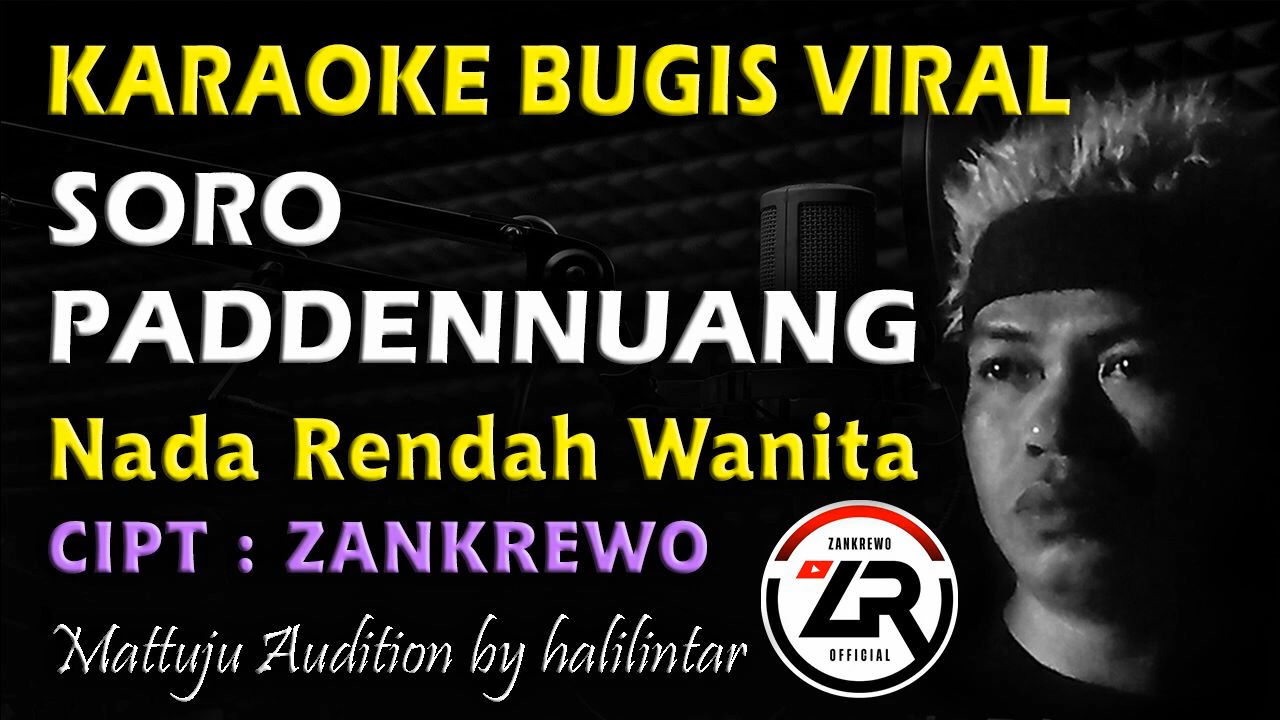 KARAOKE BUGIS VIRAL
SORO
PADDENNUANG
Nada Rendah Wanita
CIPT : ZANKREWO
Mattuju Audition by halilintar
ZANKREWO
ZR
OFFICIAL